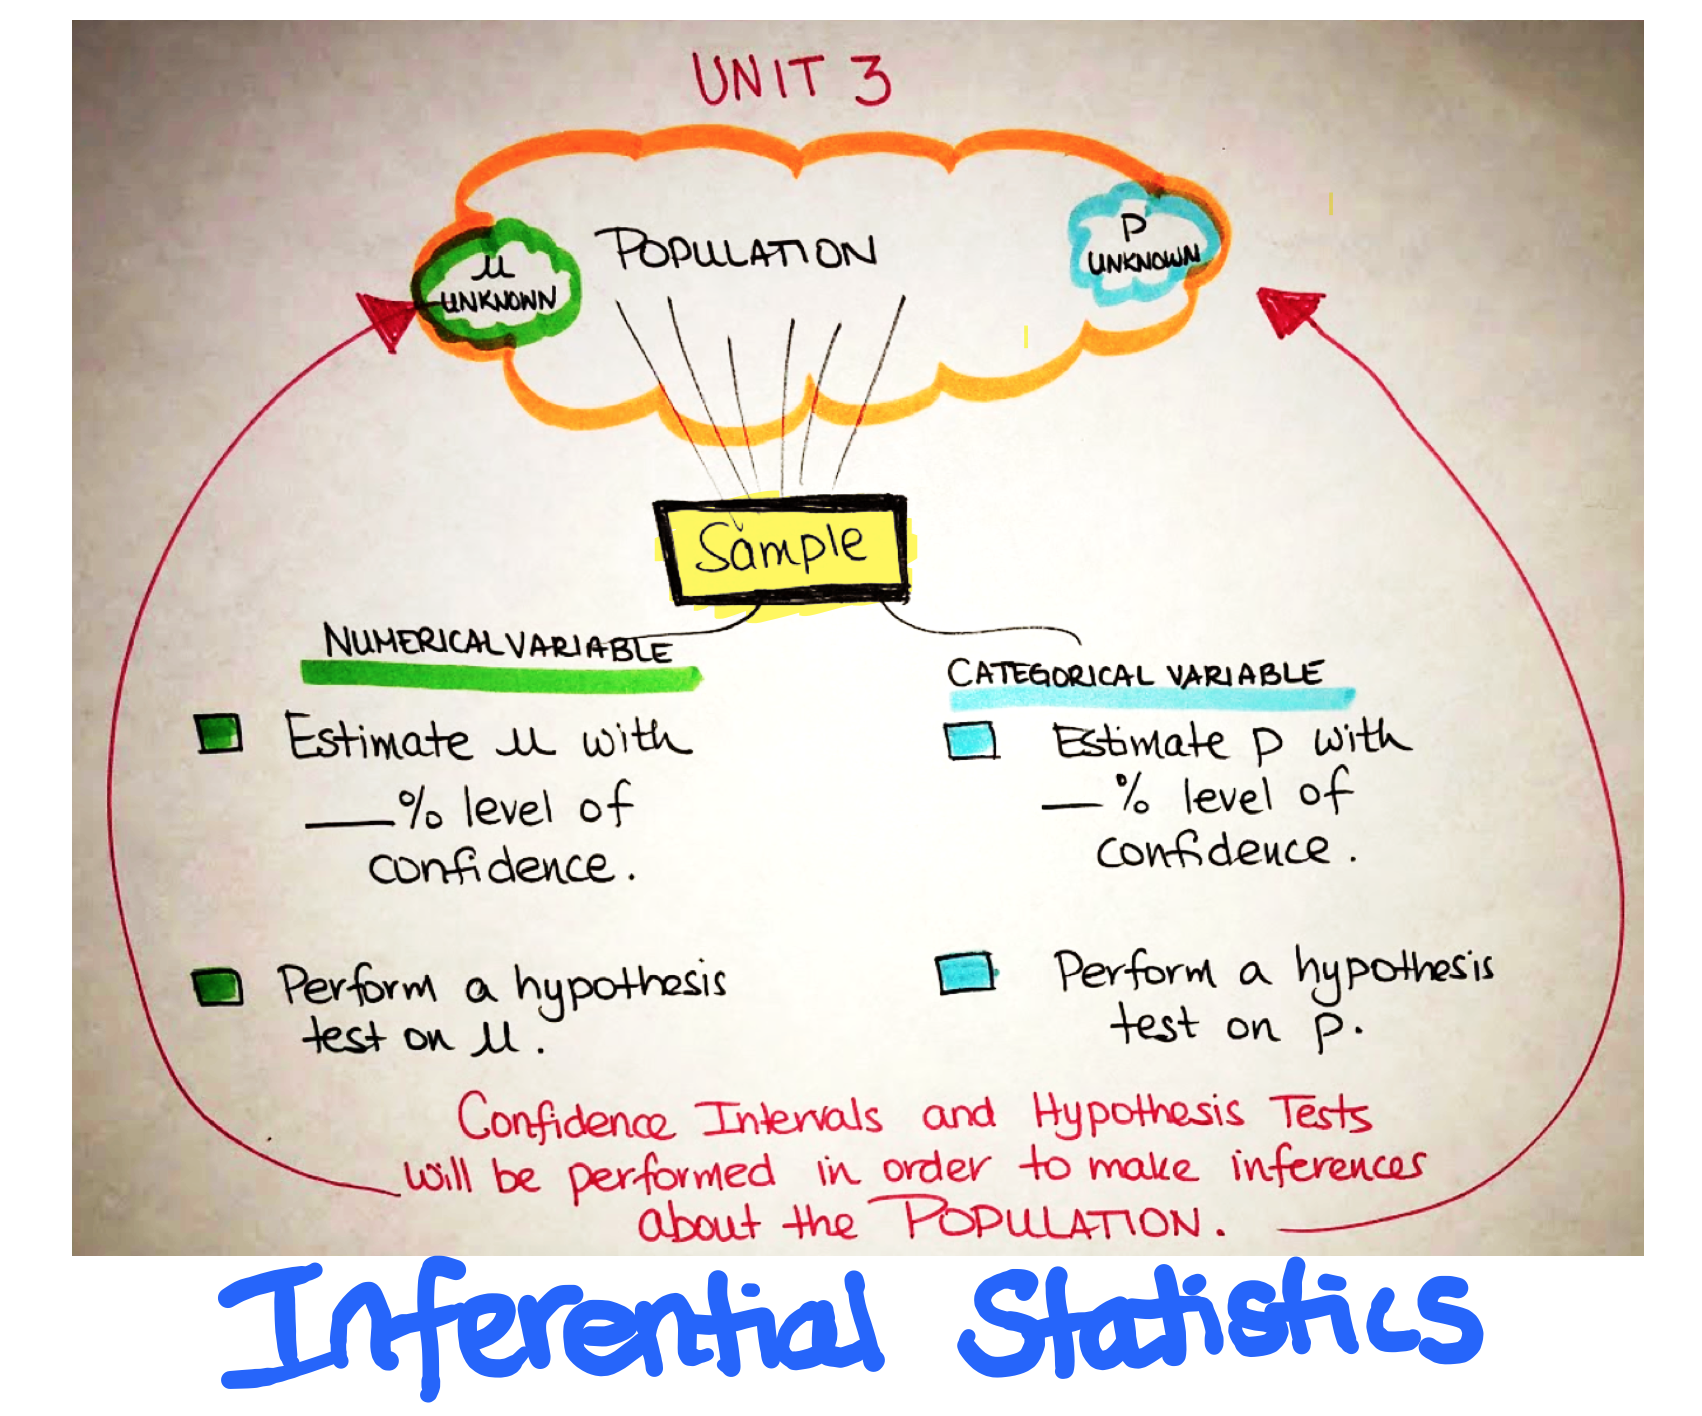 UNIT 3
POPULATION
μ
UNKNOWN
P
UNKNOWN
Sample
NUMERICAL VARIABLE
Estimate μ with
___% level of
confidence.
Perform a hypothesis
test on μ.
CATEGORICAL VARIABLE
Estimate p with
__% level of
confidence.
Perform a hypothesis
test on p.
Confidence Intervals and Hypothesis Tests
will be performed in order to make inferences
about the POPULATION.
Inferential Statistics